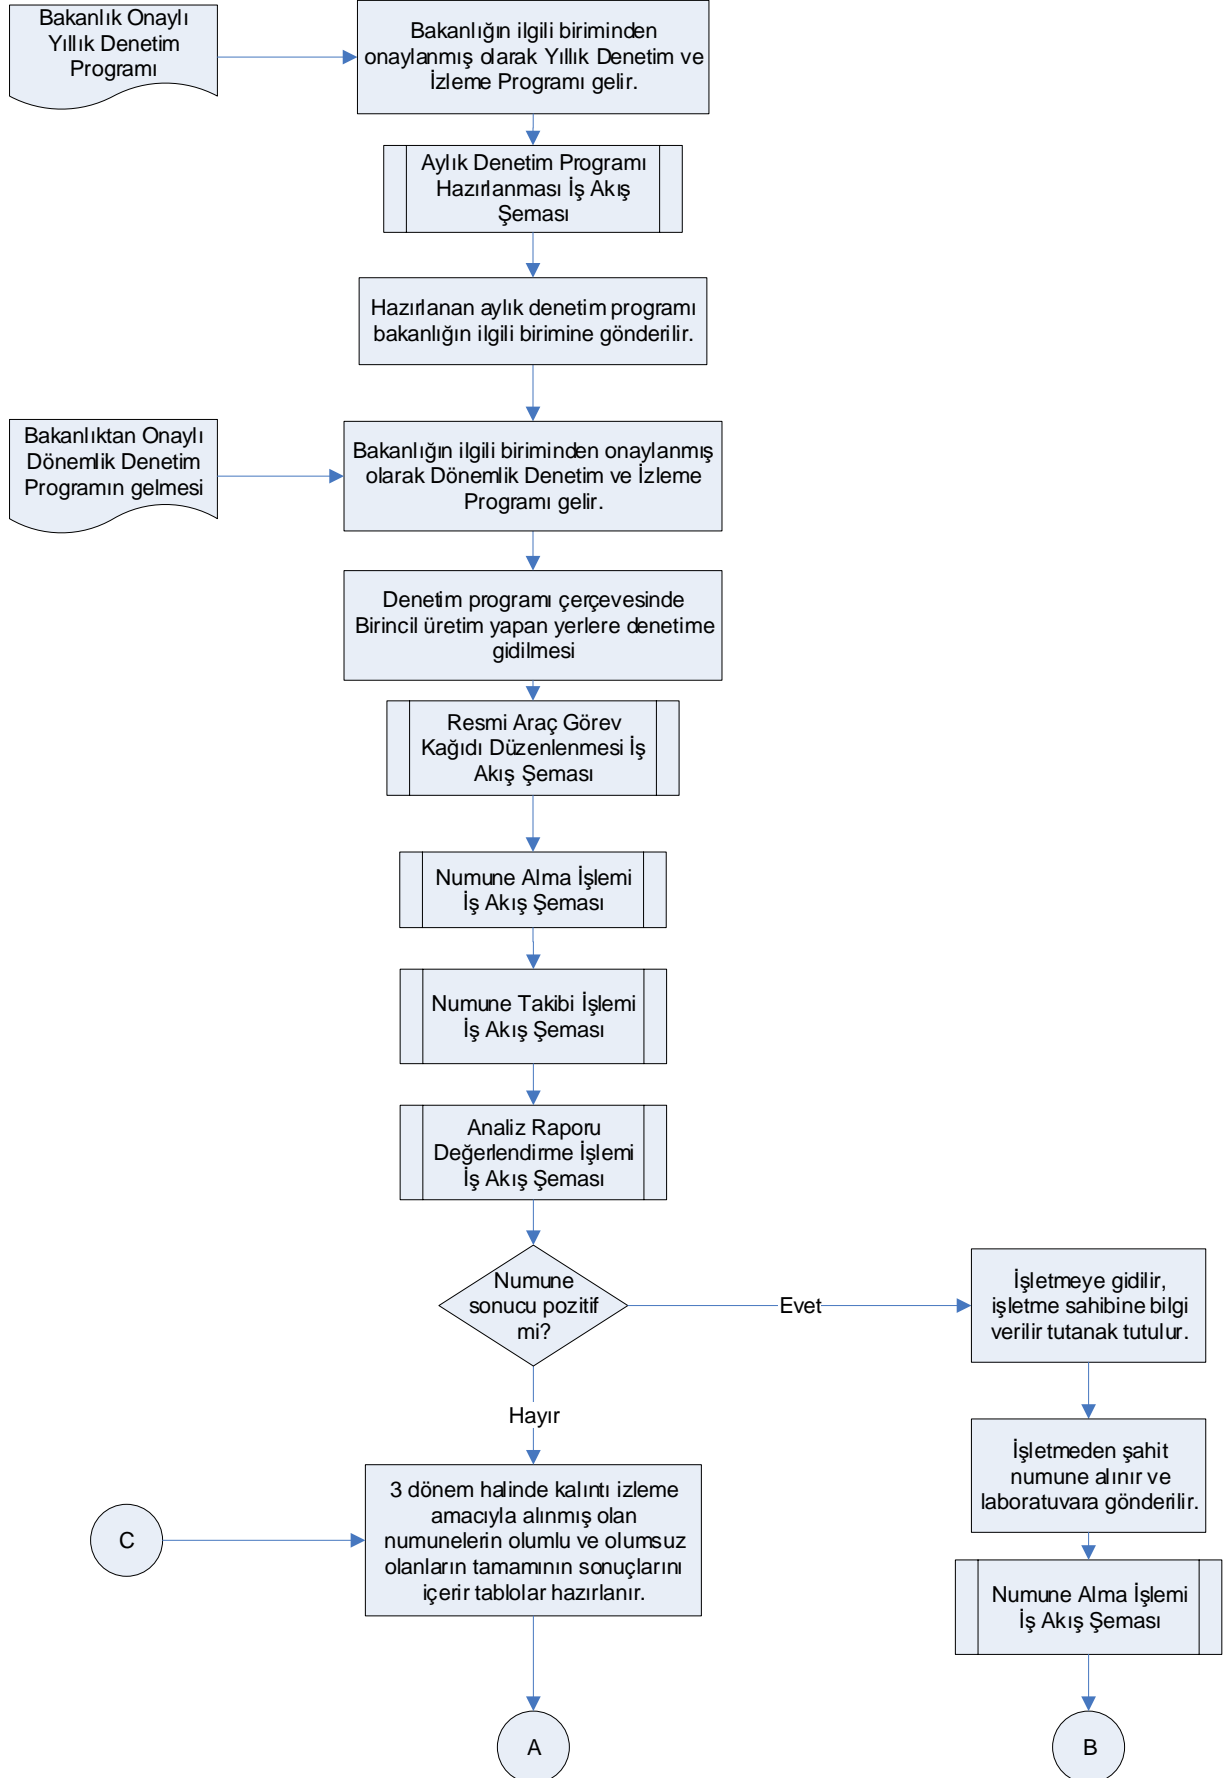 Bakanlık Onaylı
Yıllık Denetim
Programı
Bakanlığın ilgili biriminden
onaylanmış olarak Yıllık Denetim ve
İzleme Programı gelir.
Aylık Denetim Programı
Hazırlanması İş Akış
Şeması
Hazırlanan aylık denetim programı
bakanlığın ilgili birimine gönderilir.
Bakanlıktan Onaylı
Dönemlik Denetim
Programın gelmesi
Bakanlığın ilgili biriminden onaylanmış
olarak Dönemlik Denetim ve İzleme
Programı gelir.
Denetim programı çerçevesinde
Birincil üretim yapan yerlere denetime
gidilmesi
Resmi Araç Görev
Kağıdı Düzenlenmesi İş
Akış Şeması
Numune Alma İşlemi
İş Akış Şeması
Numune Takibi İşlemi
İş Akış Şeması
Analiz Raporu
Değerlendirme İşlemi
İş Akış Şeması
Numune
sonucu pozitif
mi?
Evet
İşletmeye gidilir,
işletme sahibine bilgi
verilir tutanak tutulur.
Hayır
İşletmeden şahit
numune alınır ve
laboratuvara gönderilir.
C
3 dönem halinde kalıntı izleme
amacıyla alınmış olan
numunelerin olumlu ve olumsuz
olanların tamamının sonuçlarını
içerir tablolar hazırlanır.
Numune Alma İşlemi
İş Akış Şeması
A
B